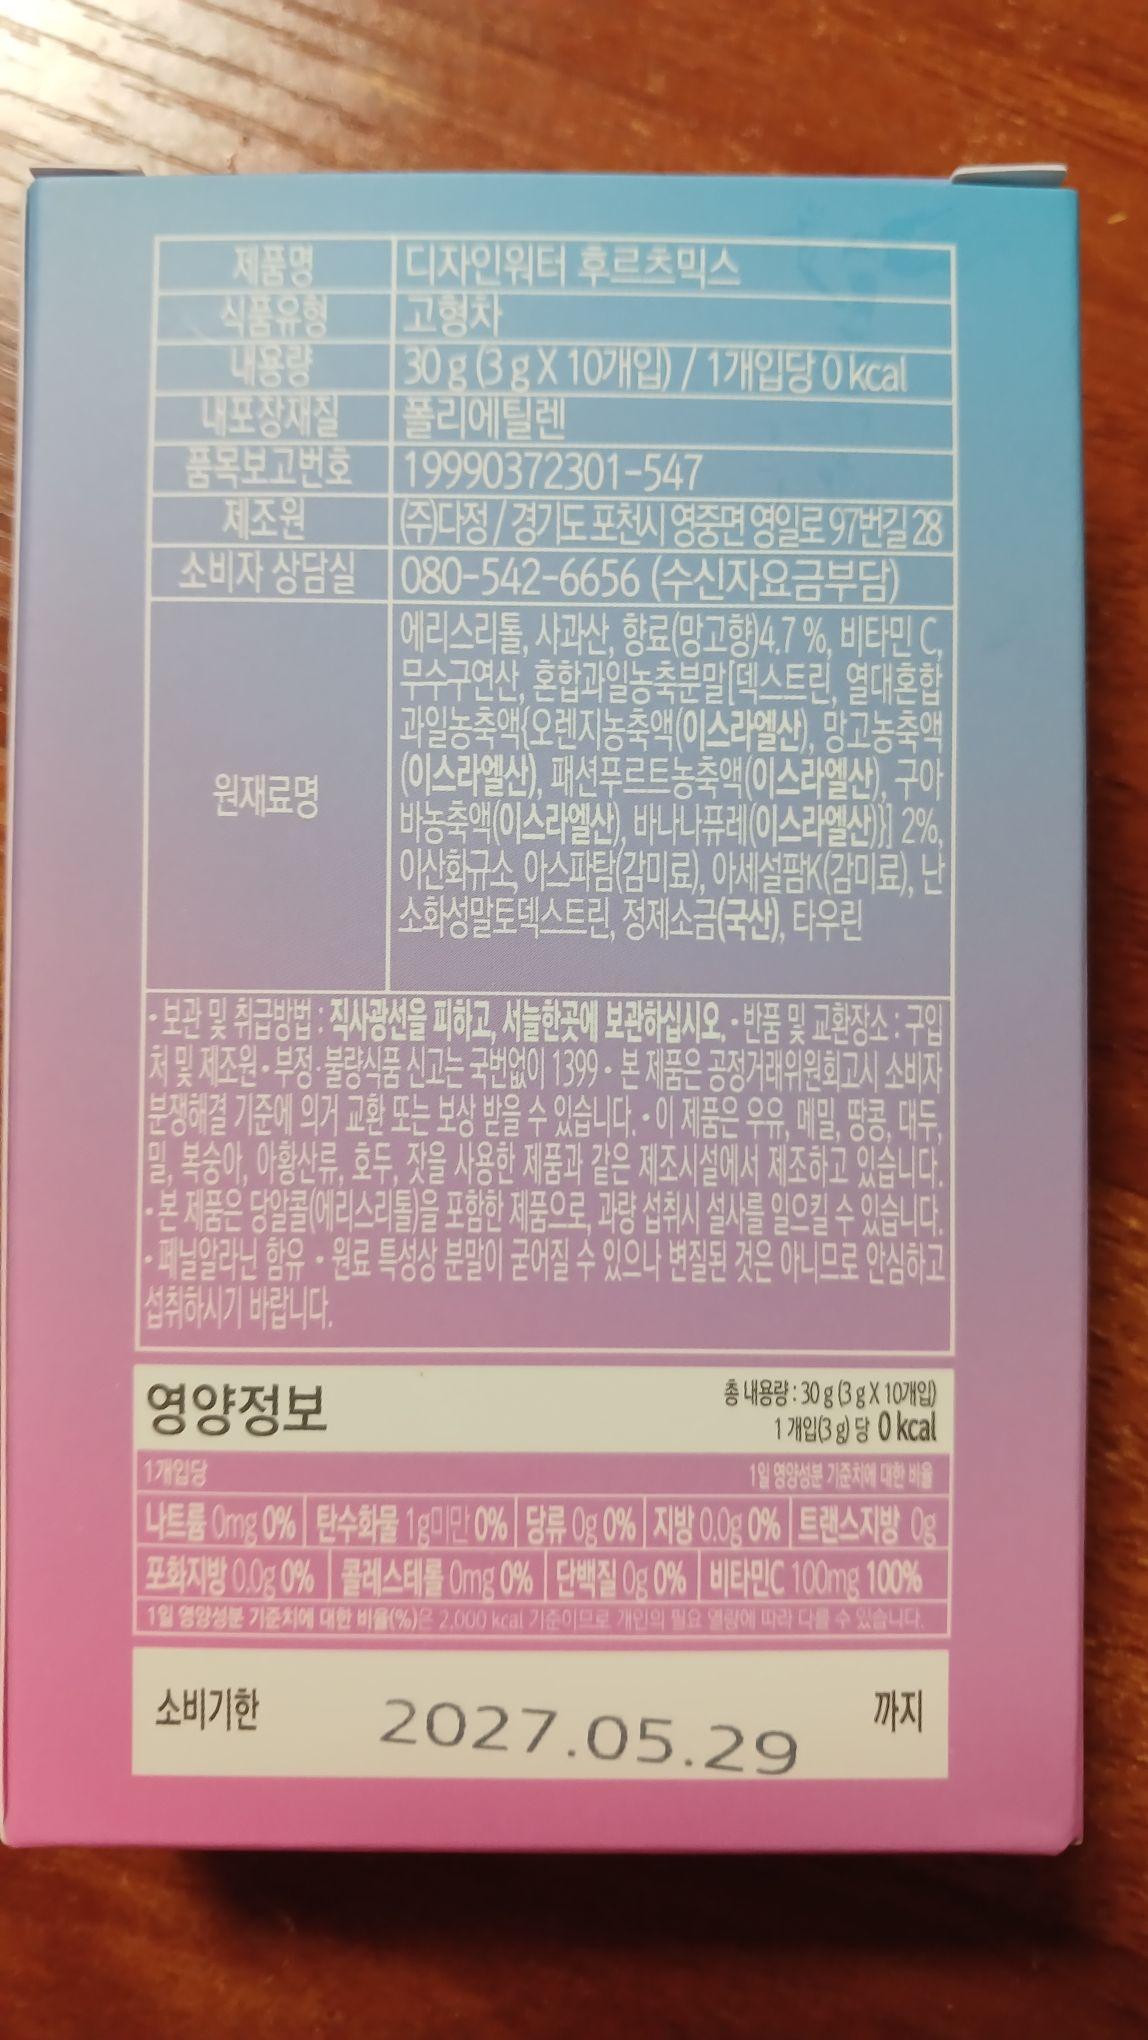 제품명 디자인워터 후르츠믹스
식품유형 고형차
내용량 30 g (3 g X 10개입) / 1개입당 0 kcal
내포장재질 폴리에틸렌
품목보고번호 19990372301-547
제조원 (주)다정 / 경기도 포천시 영중면 영일로 97번길 28
소비자 상담실 080-542-6656 (수신자요금부담)
원재료명
에리스리톨, 사과산, 향료(망고향)4.7 %, 비타민 C,
무수구연산, 혼합과일농축분말[덱스트린, 열대혼합
과일농축액{오렌지농축액(이스라엘산), 망고농축액
(이스라엘산), 패션푸르트농축액(이스라엘산), 구아
바농축액(이스라엘산), 바나나퓨레(이스라엘산)}] 2%,
이산화규소, 아스파탐(감미료), 아세설팜K(감미료), 난
소화성말토덱스트린, 정제소금(국산), 타우린
• 보관 및 취급방법 : 직사광선을 피하고, 서늘한곳에 보관하십시오. • 반품 및 교환장소 : 구입
처 및 제조원 • 부정·불량식품 신고는 국번없이 1399 • 본 제품은 공정거래위원회고시 소비자
분쟁해결 기준에 의거 교환 또는 보상 받을 수 있습니다. • 이 제품은 우유, 메밀, 땅콩, 대두,
밀, 복숭아, 아황산류, 호두, 잣을 사용한 제품과 같은 제조시설에서 제조하고 있습니다.
• 본 제품은 당알콜(에리스리톨)을 포함한 제품으로, 과량 섭취시 설사를 일으킬 수 있습니다.
• 페닐알라닌 함유 • 원료 특성상 분말이 굳어질 수 있으나 변질된 것은 아니므로 안심하고
섭취하시기 바랍니다.
영양정보 총 내용량 : 30 g (3 g X 10개입)
1 개입(3 g) 당 0 kcal
1개입당 1일 영양성분 기준치에 대한 비율
나트륨 0mg 0% 탄수화물 1g미만 0% 당류 0g 0% 지방 0.0g 0% 트랜스지방 0g
포화지방 0.0g 0% 콜레스테롤 0mg 0% 단백질 0g 0% 비타민C 100mg 100%
1일 영양성분 기준치에 대한 비율(%)은 2,000 kcal 기준이므로 개인의 필요 열량에 따라 다를 수 있습니다.
소비기한 2027.05.29 까지